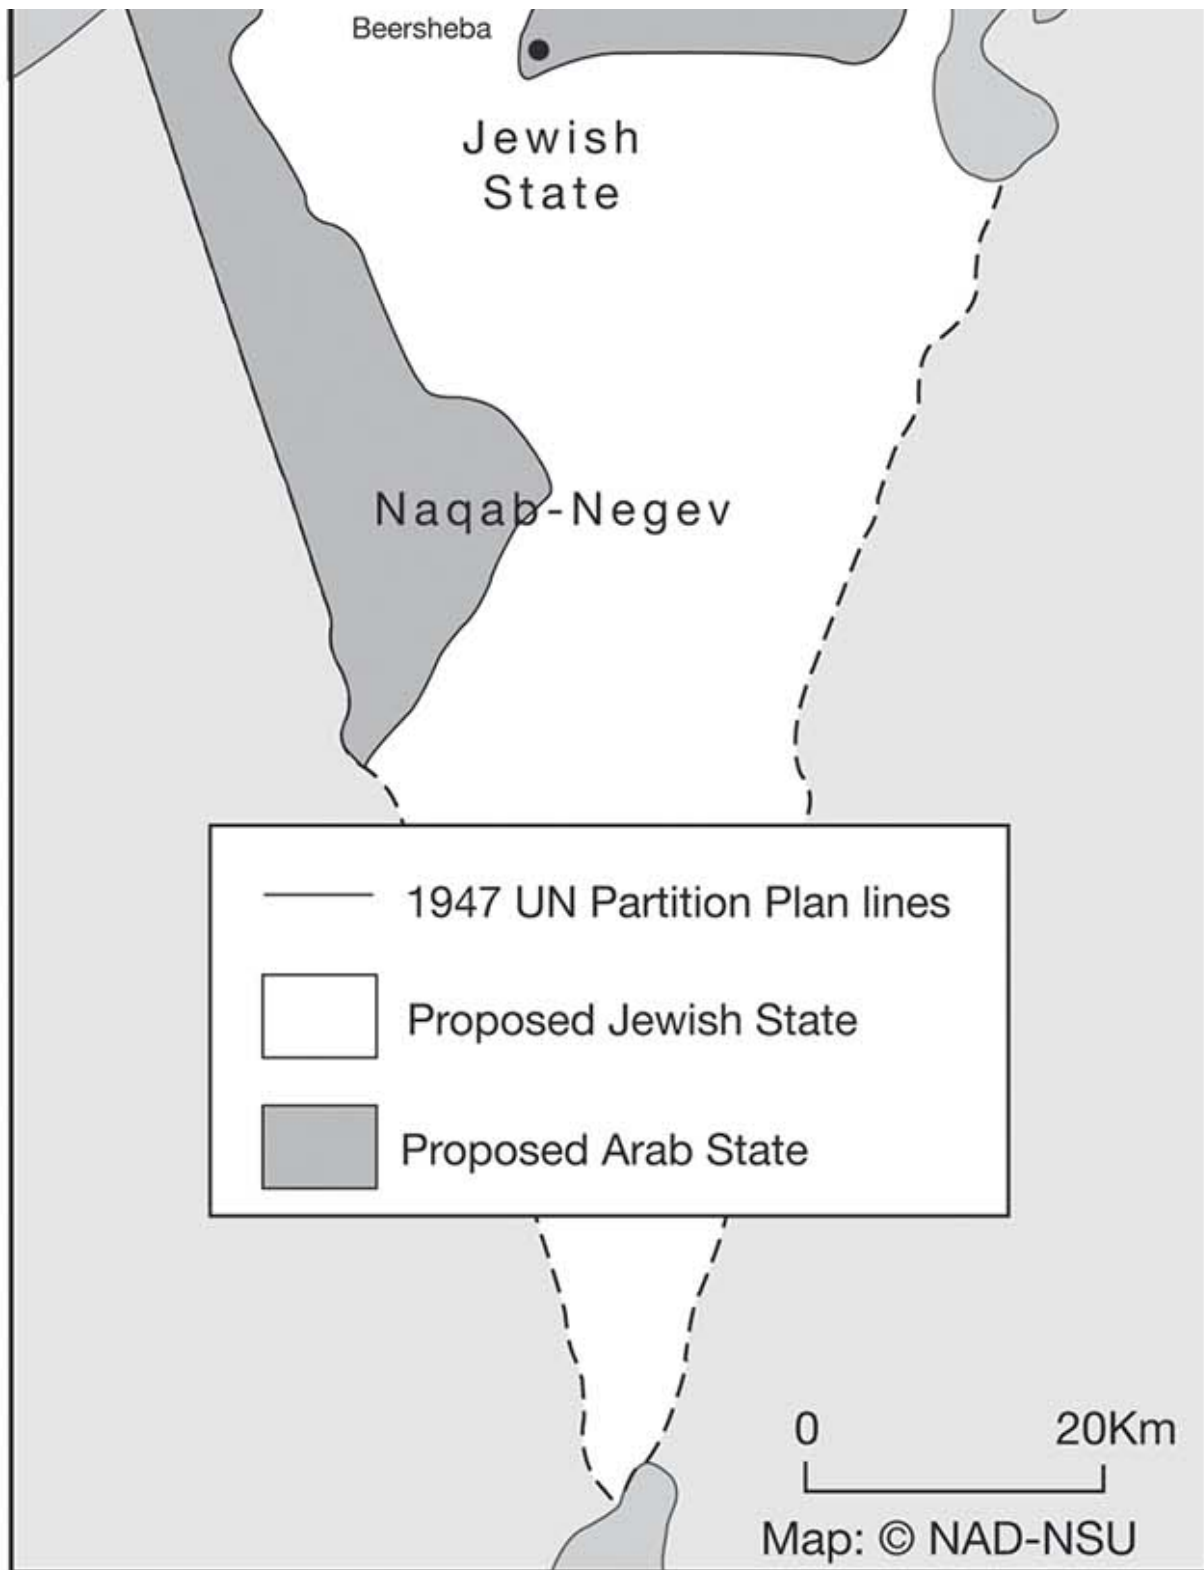 Beersheba
Jewish
State
Naqab-Negev
1947 UN Partition Plan lines
Proposed Jewish State
Proposed Arab State
0 20Km
Map: © NAD-NSU